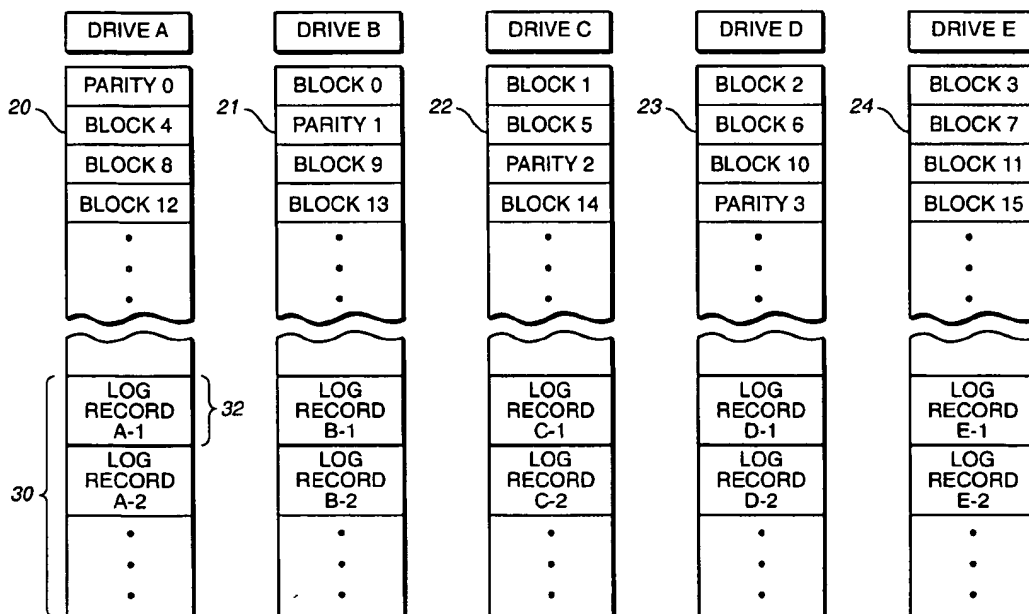 DRIVE A DRIVE B DRIVE C DRIVE D DRIVE E
PARITY 0 BLOCK 0 BLOCK 1 BLOCK 2 BLOCK 3
20 21 22 23 24
BLOCK 4 PARITY 1 BLOCK 5 BLOCK 6 BLOCK 7
BLOCK 8 BLOCK 9 PARITY 2 BLOCK 10 BLOCK 11
BLOCK 12 BLOCK 13 BLOCK 14 PARITY 3 BLOCK 15
LOG LOG LOG LOG LOG
RECORD 32 RECORD RECORD RECORD RECORD
A-1 B-1 C-1 D-1 E-1
LOG LOG LOG LOG LOG
30 RECORD RECORD RECORD RECORD RECORD
A-2 B-2 C-2 D-2 E-2